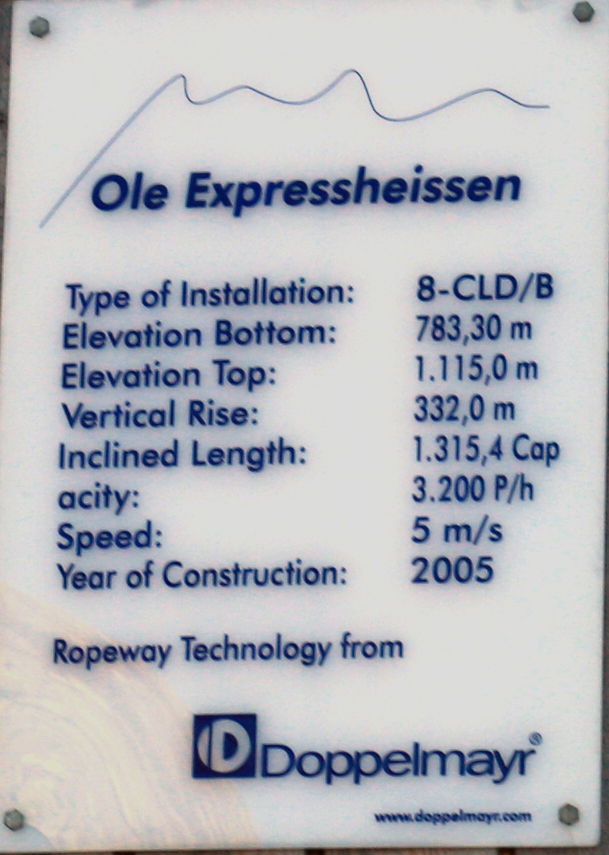 Ole Expressheissen
Type of Installation: 8-CLD/B
Elevation Bottom: 783,30 m
Elevation Top: 1.115,0 m
Vertical Rise: 332,0 m
Inclined Length: 1.315,4 Cap
acity: 3.200 P/h
Speed: 5 m/s
Year of Construction: 2005
Ropeway Technology from
D Doppelmayr®
www.doppelmayr.com